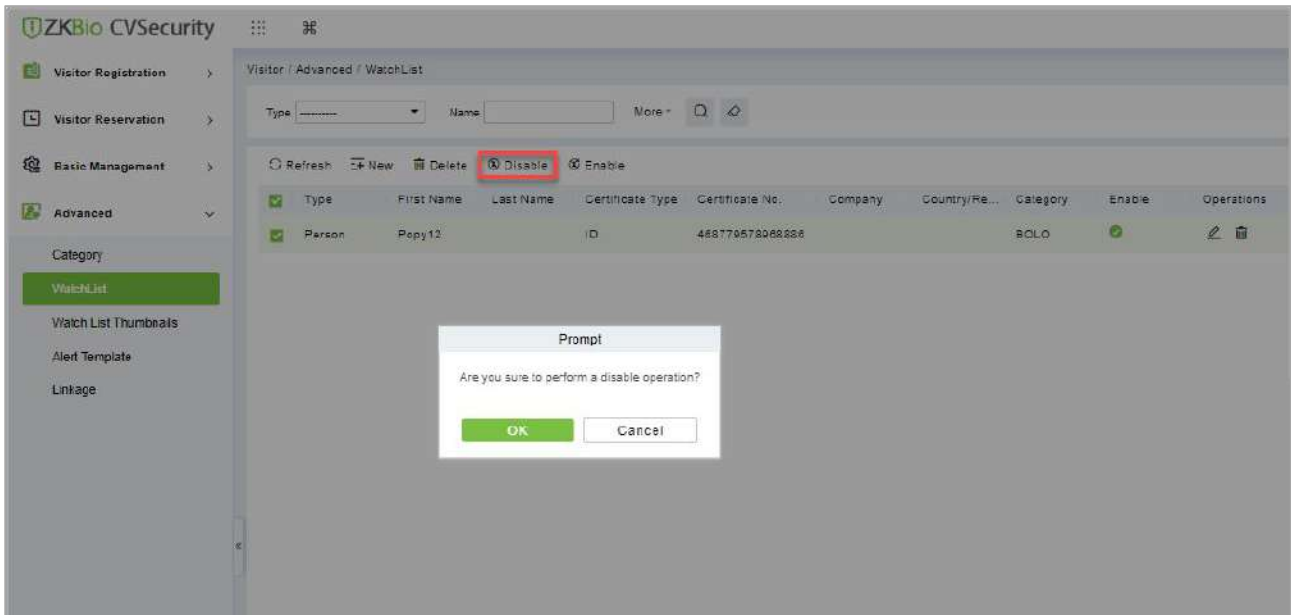 ZKBio CVSecurity
Visitor Registration
Visitor / Advanced / WatchList
Type ---------- Name More
Visitor Reservation
Basic Management
Refresh New Delete Disable Enable
Type First Name Last Name Certificate Type Certificate No. Company Country/Re... Category Enable Operations
Advanced
Person Popy12 ID 468779578968886 BOLO
Category
WatchList
Watch List Thumbnails
Alert Template
Linkage
Prompt
Are you sure to perform a disable operation?
OK Cancel